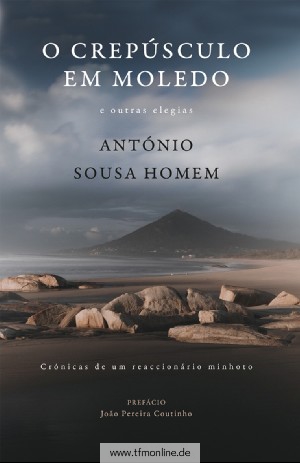 O CREPÚSCULO
EM MOLEDO
e outras elegias
ANTÓNIO
SOUSA HOMEM
Crónicas de um reaccionário minhoto
PREFÁCIO
João Pereira Coutinho
www.tfmonline.de